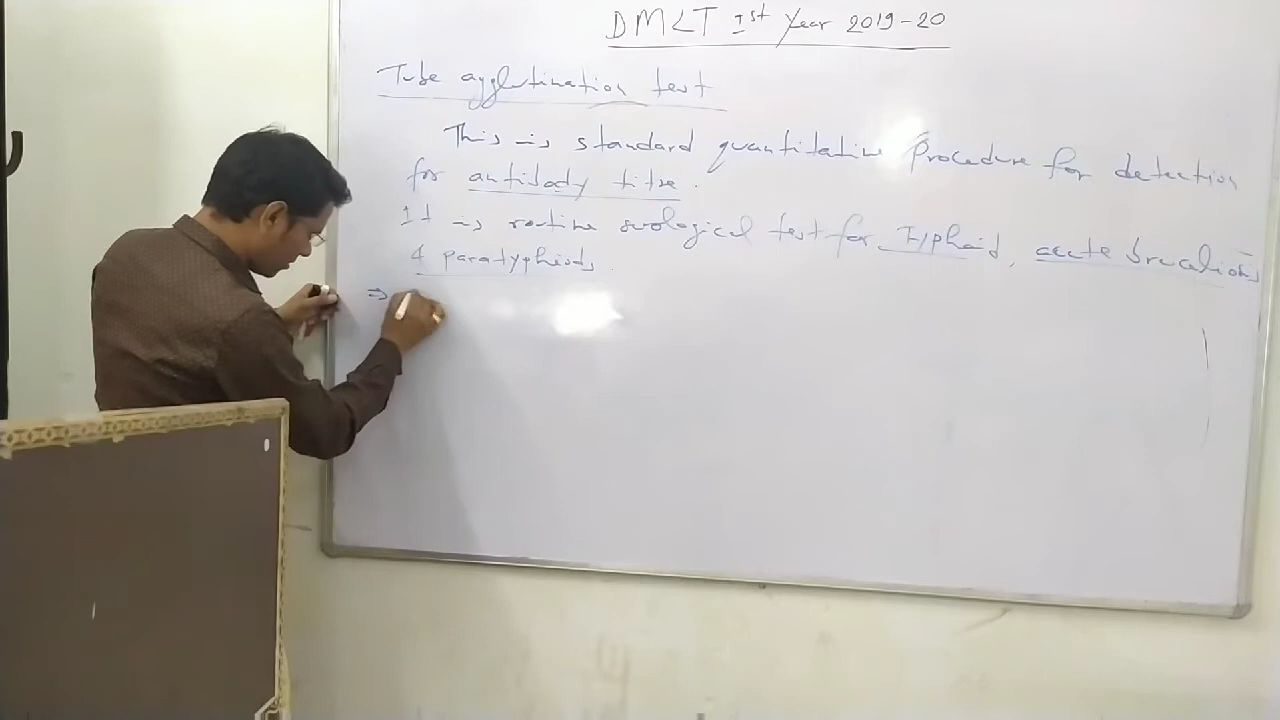 DMLT Ist Year 2019-20
Tube agglutination test
This is standard quantitative Procedure for detection
for antibody titre.
It is routine serological test for Typhoid, acute brucellosis
& paratyphoids.
⇒